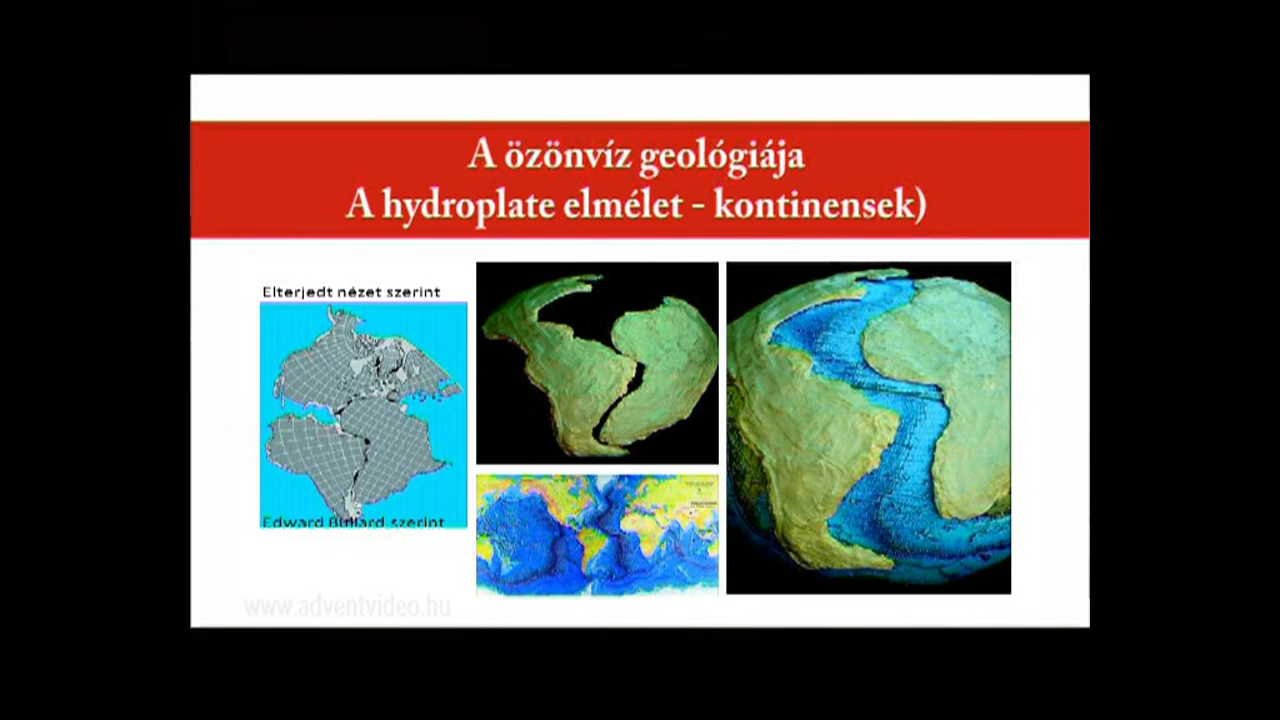 A özönvíz geológiája
A hydroplate elmélet - kontinensek)
Elterjedt nézet szerint
Edward Bullard szerint
www.adventvideo.hu